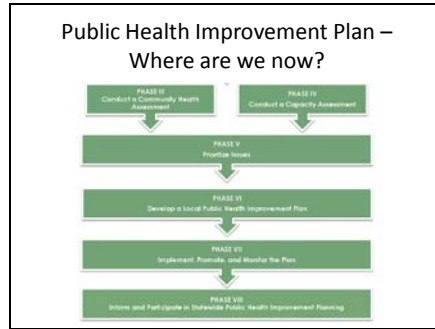 Public Health Improvement Plan –
Where are we now?
PHASE III
Conduct a Community Health
Assessment
PHASE IV
Conduct a Capacity Assessment
PHASE V
Prioritize Issues
PHASE VI
Develop a Local Public Health Improvement Plan
PHASE VII
Implement, Promote, and Monitor the Plan
PHASE VIII
Inform and Participate in Statewide Public Health Improvement Planning